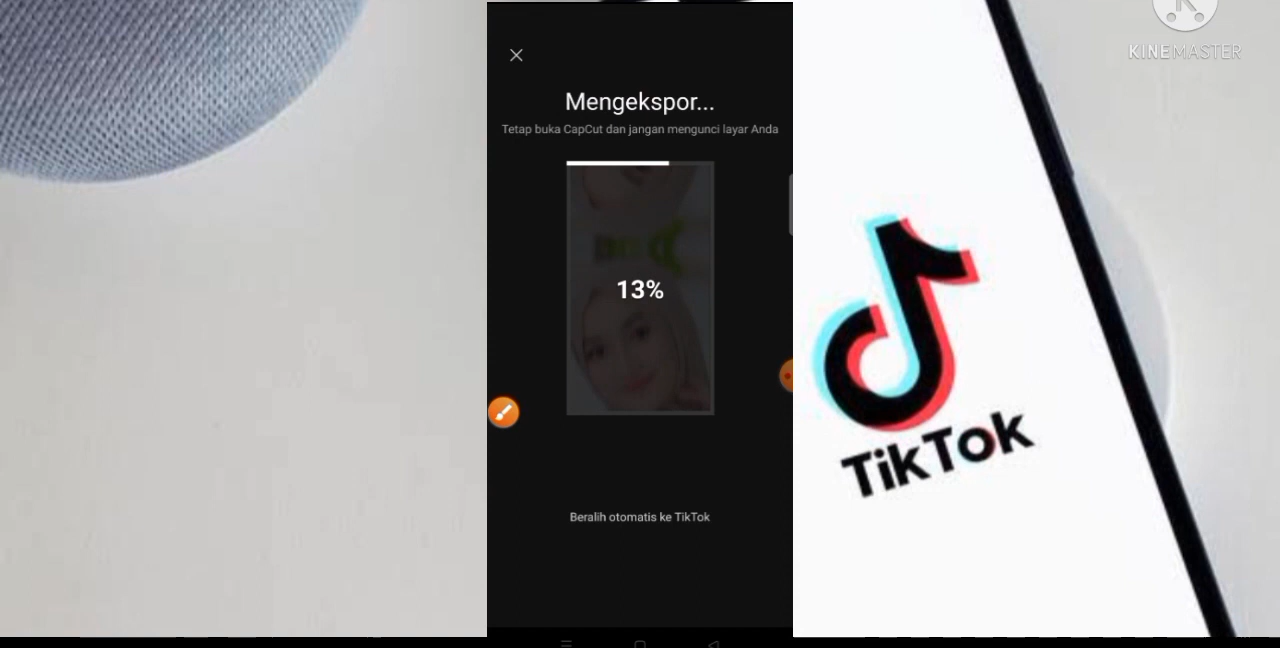 Mengekspor...
Tetap buka CapCut dan jangan mengunci layar Anda
13%
Beralih otomatis ke TikTok
TikTok
KINEMASTER